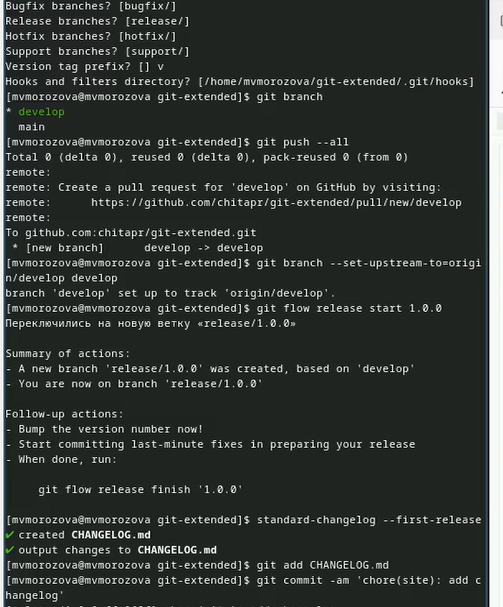 Bugfix branches? [bugfix/]
Release branches? [release/]
Hotfix branches? [hotfix/]
Support branches? [support/]
Version tag prefix? [] v
Hooks and filters directory? [/home/mvmorozova/git-extended/.git/hooks]
[mvmorozova@mvmorozova git-extended]$ git branch
* develop
  main
[mvmorozova@mvmorozova git-extended]$ git push --all
Total 0 (delta 0), reused 0 (delta 0), pack-reused 0 (from 0)
remote:
remote: Create a pull request for 'develop' on GitHub by visiting:
remote:      https://github.com/chitapr/git-extended/pull/new/develop
remote:
To github.com:chitapr/git-extended.git
 * [new branch]      develop -> develop
[mvmorozova@mvmorozova git-extended]$ git branch --set-upstream-to=origi
n/develop develop
branch 'develop' set up to track 'origin/develop'.
[mvmorozova@mvmorozova git-extended]$ git flow release start 1.0.0
Переключились на новую ветку «release/1.0.0»

Summary of actions:
- A new branch 'release/1.0.0' was created, based on 'develop'
- You are now on branch 'release/1.0.0'

Follow-up actions:
- Bump the version number now!
- Start committing last-minute fixes in preparing your release
- When done, run:

     git flow release finish '1.0.0'

[mvmorozova@mvmorozova git-extended]$ standard-changelog --first-release
✔ created CHANGELOG.md
✔ output changes to CHANGELOG.md
[mvmorozova@mvmorozova git-extended]$ git add CHANGELOG.md
[mvmorozova@mvmorozova git-extended]$ git commit -am 'chore(site): add c
hangelog'